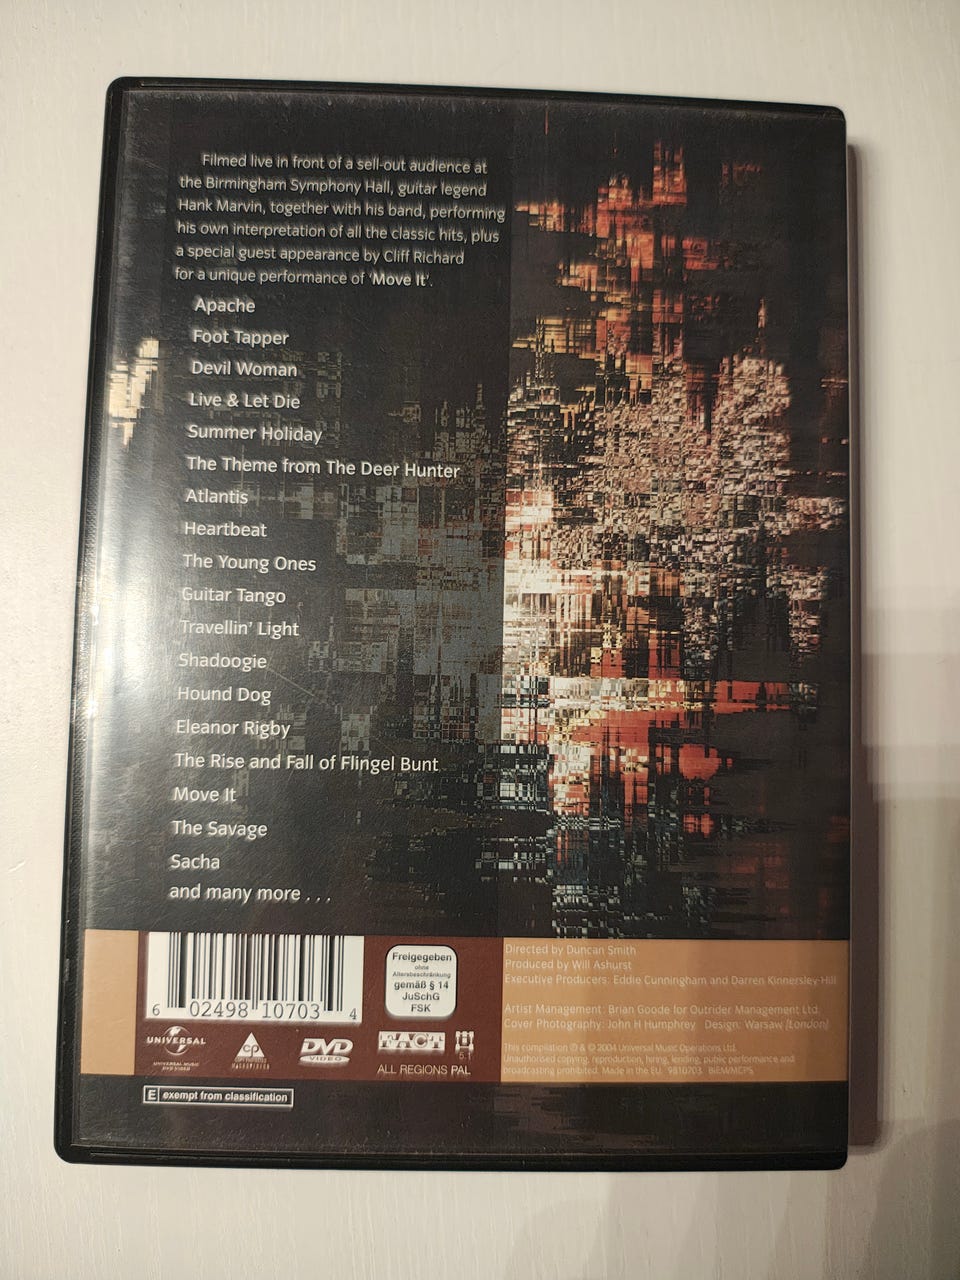 Filmed live in front of a sell-out audience at
the Birmingham Symphony Hall, guitar legend
Hank Marvin, together with his band, performing
his own interpretation of all the classic hits, plus
a special guest appearance by Cliff Richard
for a unique performance of 'Move It'.
Apache
Foot Tapper
Devil Woman
Live & Let Die
Summer Holiday
The Theme from The Deer Hunter
Atlantis
Heartbeat
The Young Ones
Guitar Tango
Travellin' Light
Shadoogie
Hound Dog
Eleanor Rigby
The Rise and Fall of Flingel Bunt
Move It
The Savage
Sacha
and many more . . .
6 02498 10703 4
UNIVERSAL
UNIVERSAL MUSIC
DVD VIDEO
cp
DVD
VIDEO
Freigegeben
ohne
Altersbeschränkung
gemäß § 14
JuSchG
FSK
FACT
5.1
ALL REGIONS PAL
E exempt from classification
Directed by Duncan Smith
Produced by Will Ashurst
Executive Producers: Eddie Cunningham and Darren Kinnersley-Hill
Artist Management: Brian Goode for Outrider Management Ltd.
Cover Photography: John H Humphrey Design: Warsaw [London]
This compilation ℗ & © 2004 Universal Music Operations Ltd.
Unauthorised copying, reproduction, hiring, lending, public performance and
broadcasting prohibited. Made in the EU. 9810703. BIEM/MCPS